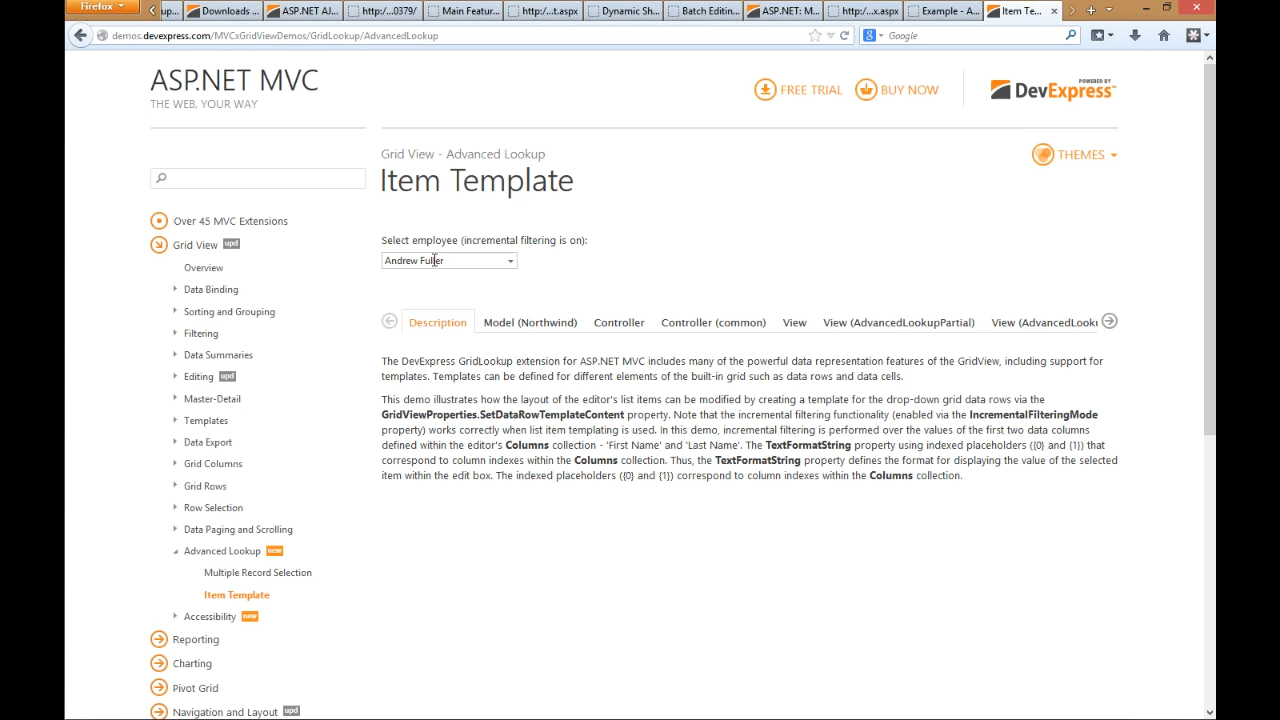 Firefox
up...
Downloads ...
ASP.NET AJ...
http:/...0379/
Main Featur...
http:/...t.aspx
Dynamic Sh...
Batch Editin...
ASP.NET: M...
http:/...x.aspx
Example - A...
Item Te...
demos.devexpress.com/MVCxGridViewDemos/GridLookup/AdvancedLookup
Google
ASP.NET MVC
THE WEB, YOUR WAY
FREE TRIAL
BUY NOW
POWERED BY
DevExpress
Grid View - Advanced Lookup
THEMES
Item Template
Over 45 MVC Extensions
Grid View upd
Overview
Data Binding
Sorting and Grouping
Filtering
Data Summaries
Editing upd
Master-Detail
Templates
Data Export
Grid Columns
Grid Rows
Row Selection
Data Paging and Scrolling
Advanced Lookup new
Multiple Record Selection
Item Template
Accessibility new
Reporting
Charting
Pivot Grid
Navigation and Layout upd
Select employee (incremental filtering is on):
Andrew Fuller
Description
Model (Northwind)
Controller
Controller (common)
View
View (AdvancedLookupPartial)
View (AdvancedLooku
The DevExpress GridLookup extension for ASP.NET MVC includes many of the powerful data representation features of the GridView, including support for
templates. Templates can be defined for different elements of the built-in grid such as data rows and data cells.
This demo illustrates how the layout of the editor's list items can be modified by creating a template for the drop-down grid data rows via the
GridViewProperties.SetDataRowTemplateContent property. Note that the incremental filtering functionality (enabled via the IncrementalFilteringMode
property) works correctly when list item templating is used. In this demo, incremental filtering is performed over the values of the first two data columns
defined within the editor's Columns collection - 'First Name' and 'Last Name'. The TextFormatString property using indexed placeholders ({0} and {1}) that
correspond to column indexes within the Columns collection. Thus, the TextFormatString property defines the format for displaying the value of the selected
item within the edit box. The indexed placeholders ({0} and {1}) correspond to column indexes within the Columns collection.